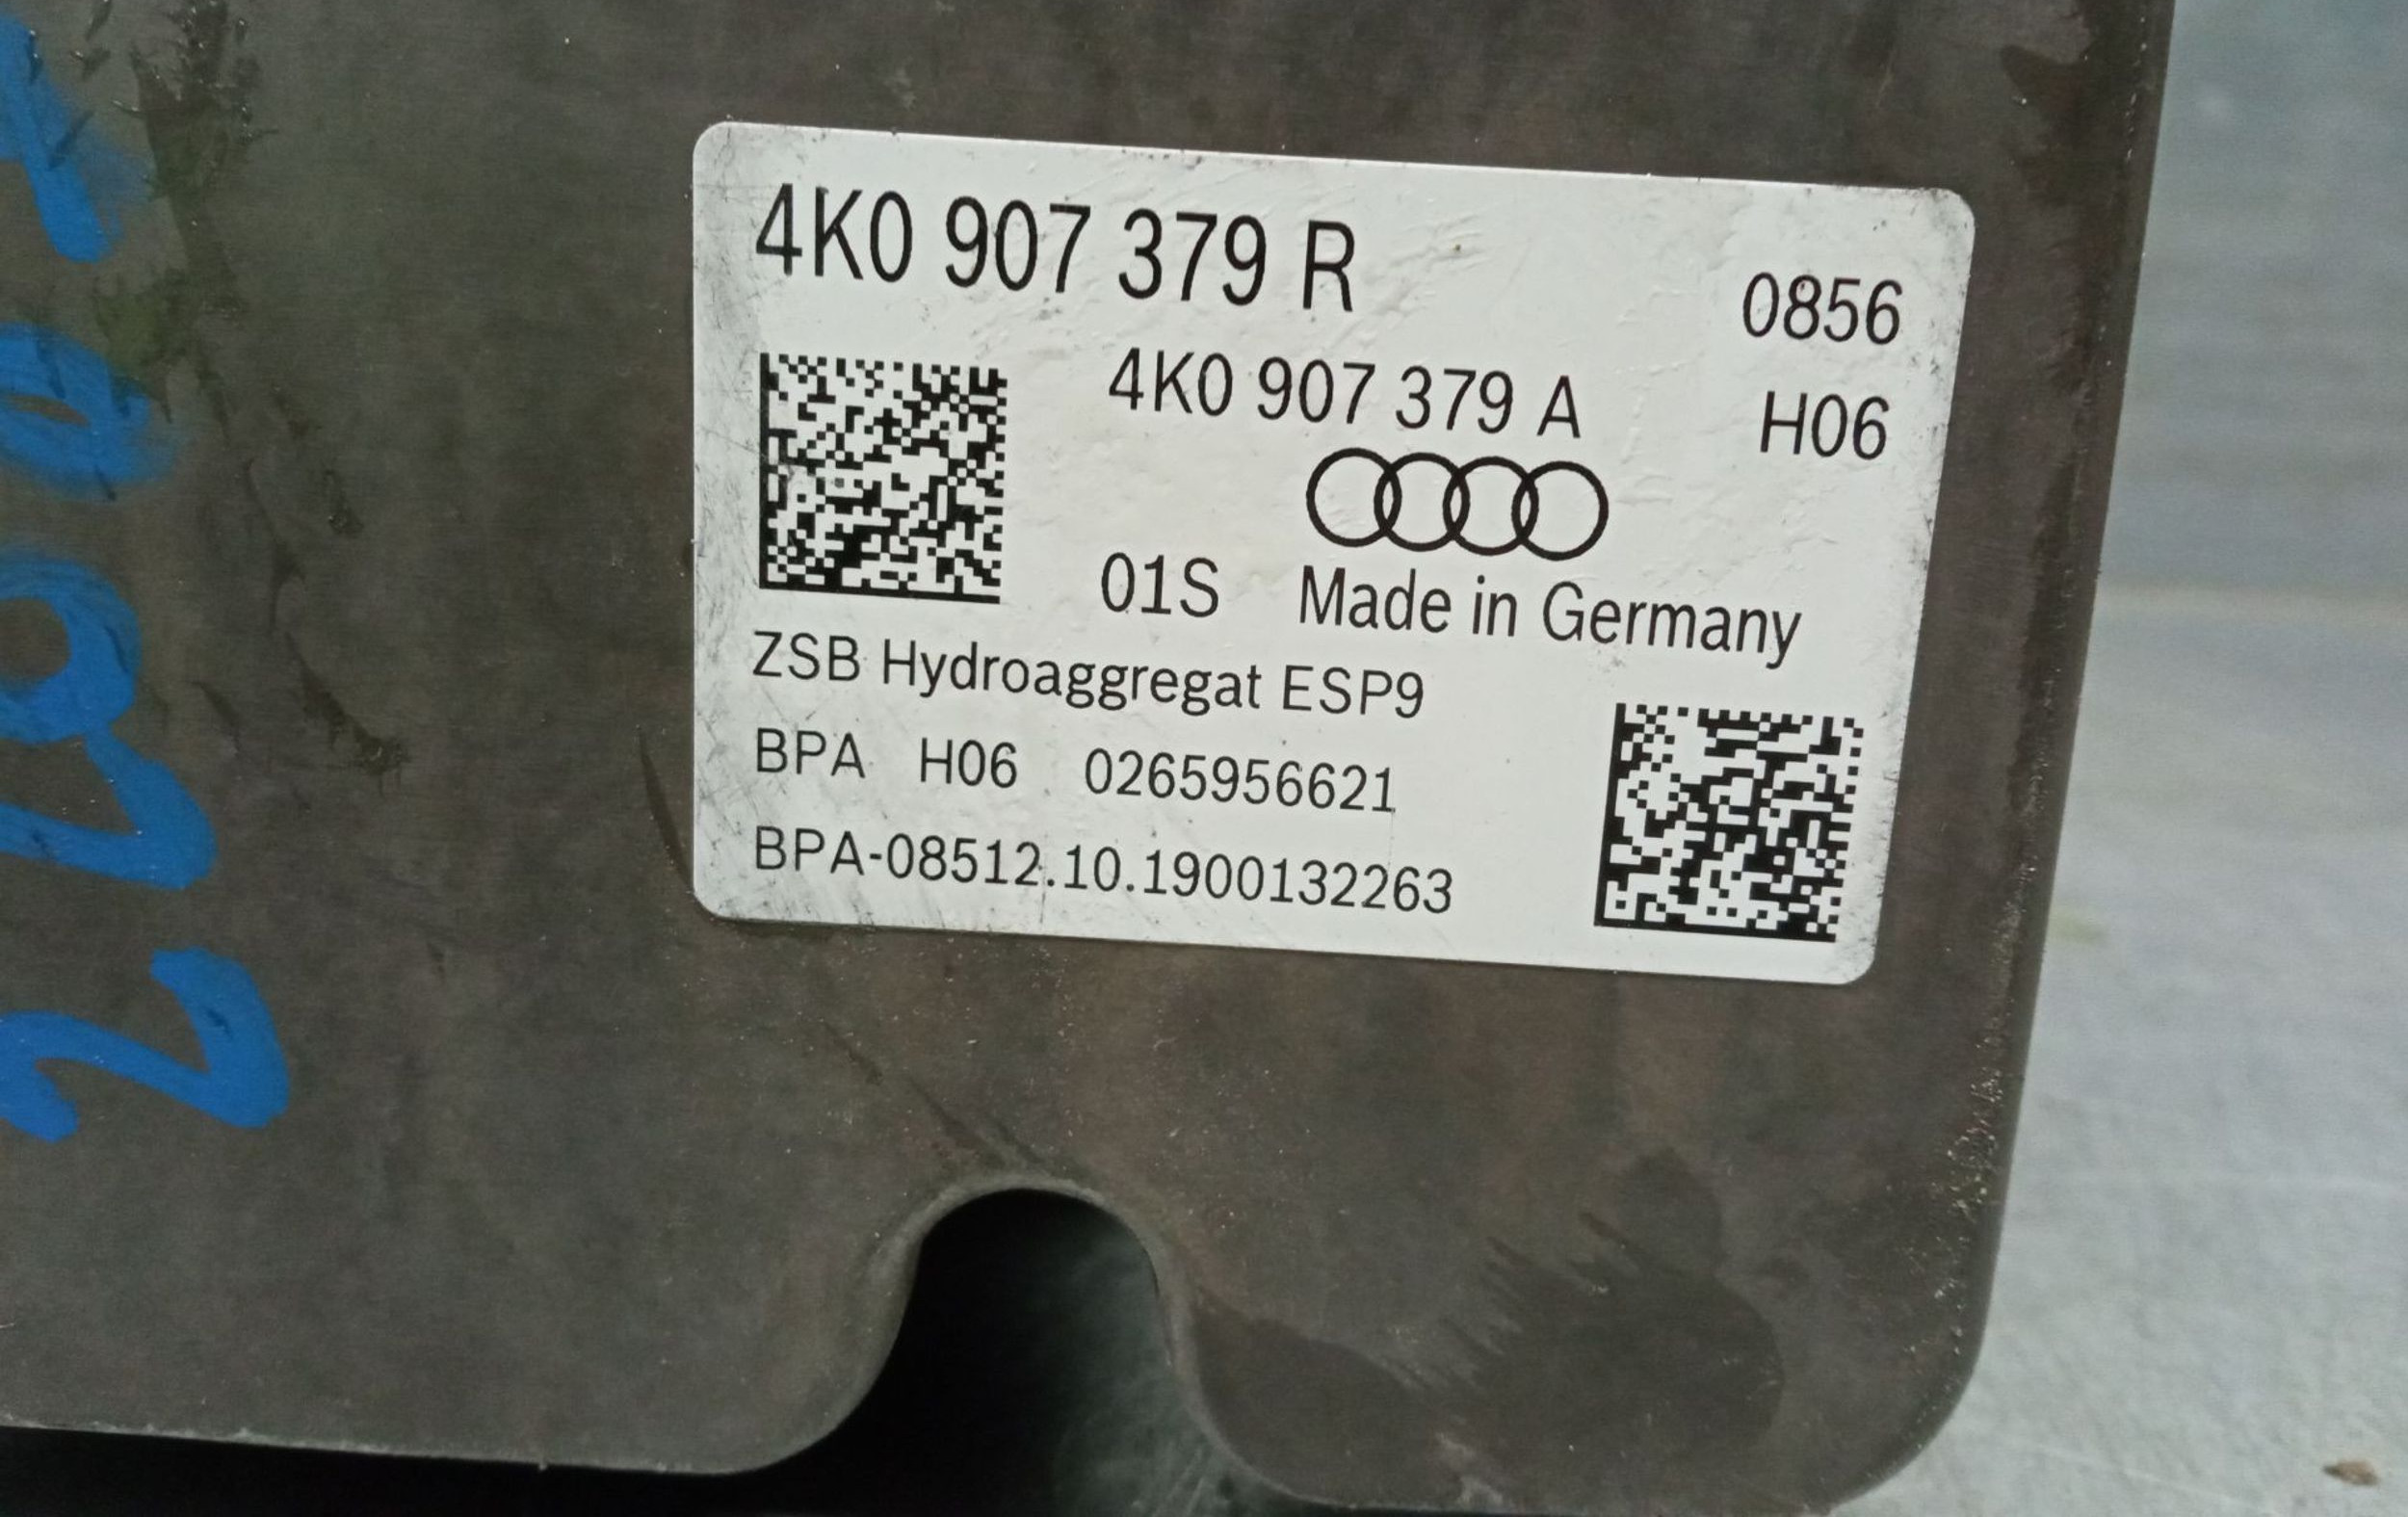 4K0 907 379 R
0856
4K0 907 379 A
H06
01S Made in Germany
ZSB Hydroaggregat ESP9
BPA H06 0265956621
BPA-08512.10.1900132263